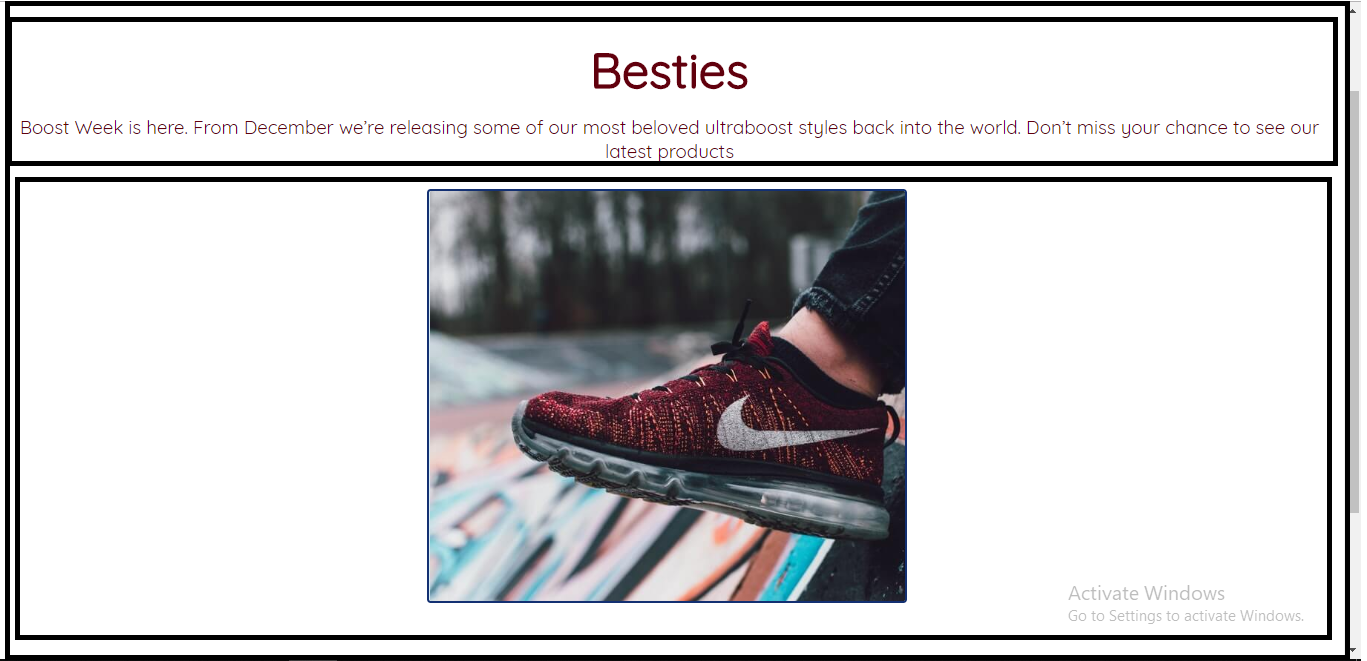 Besties
Boost Week is here. From December we're releasing some of our most beloved ultraboost styles back into the world. Don't miss your chance to see our
latest products
Activate Windows
Go to Settings to activate Windows.